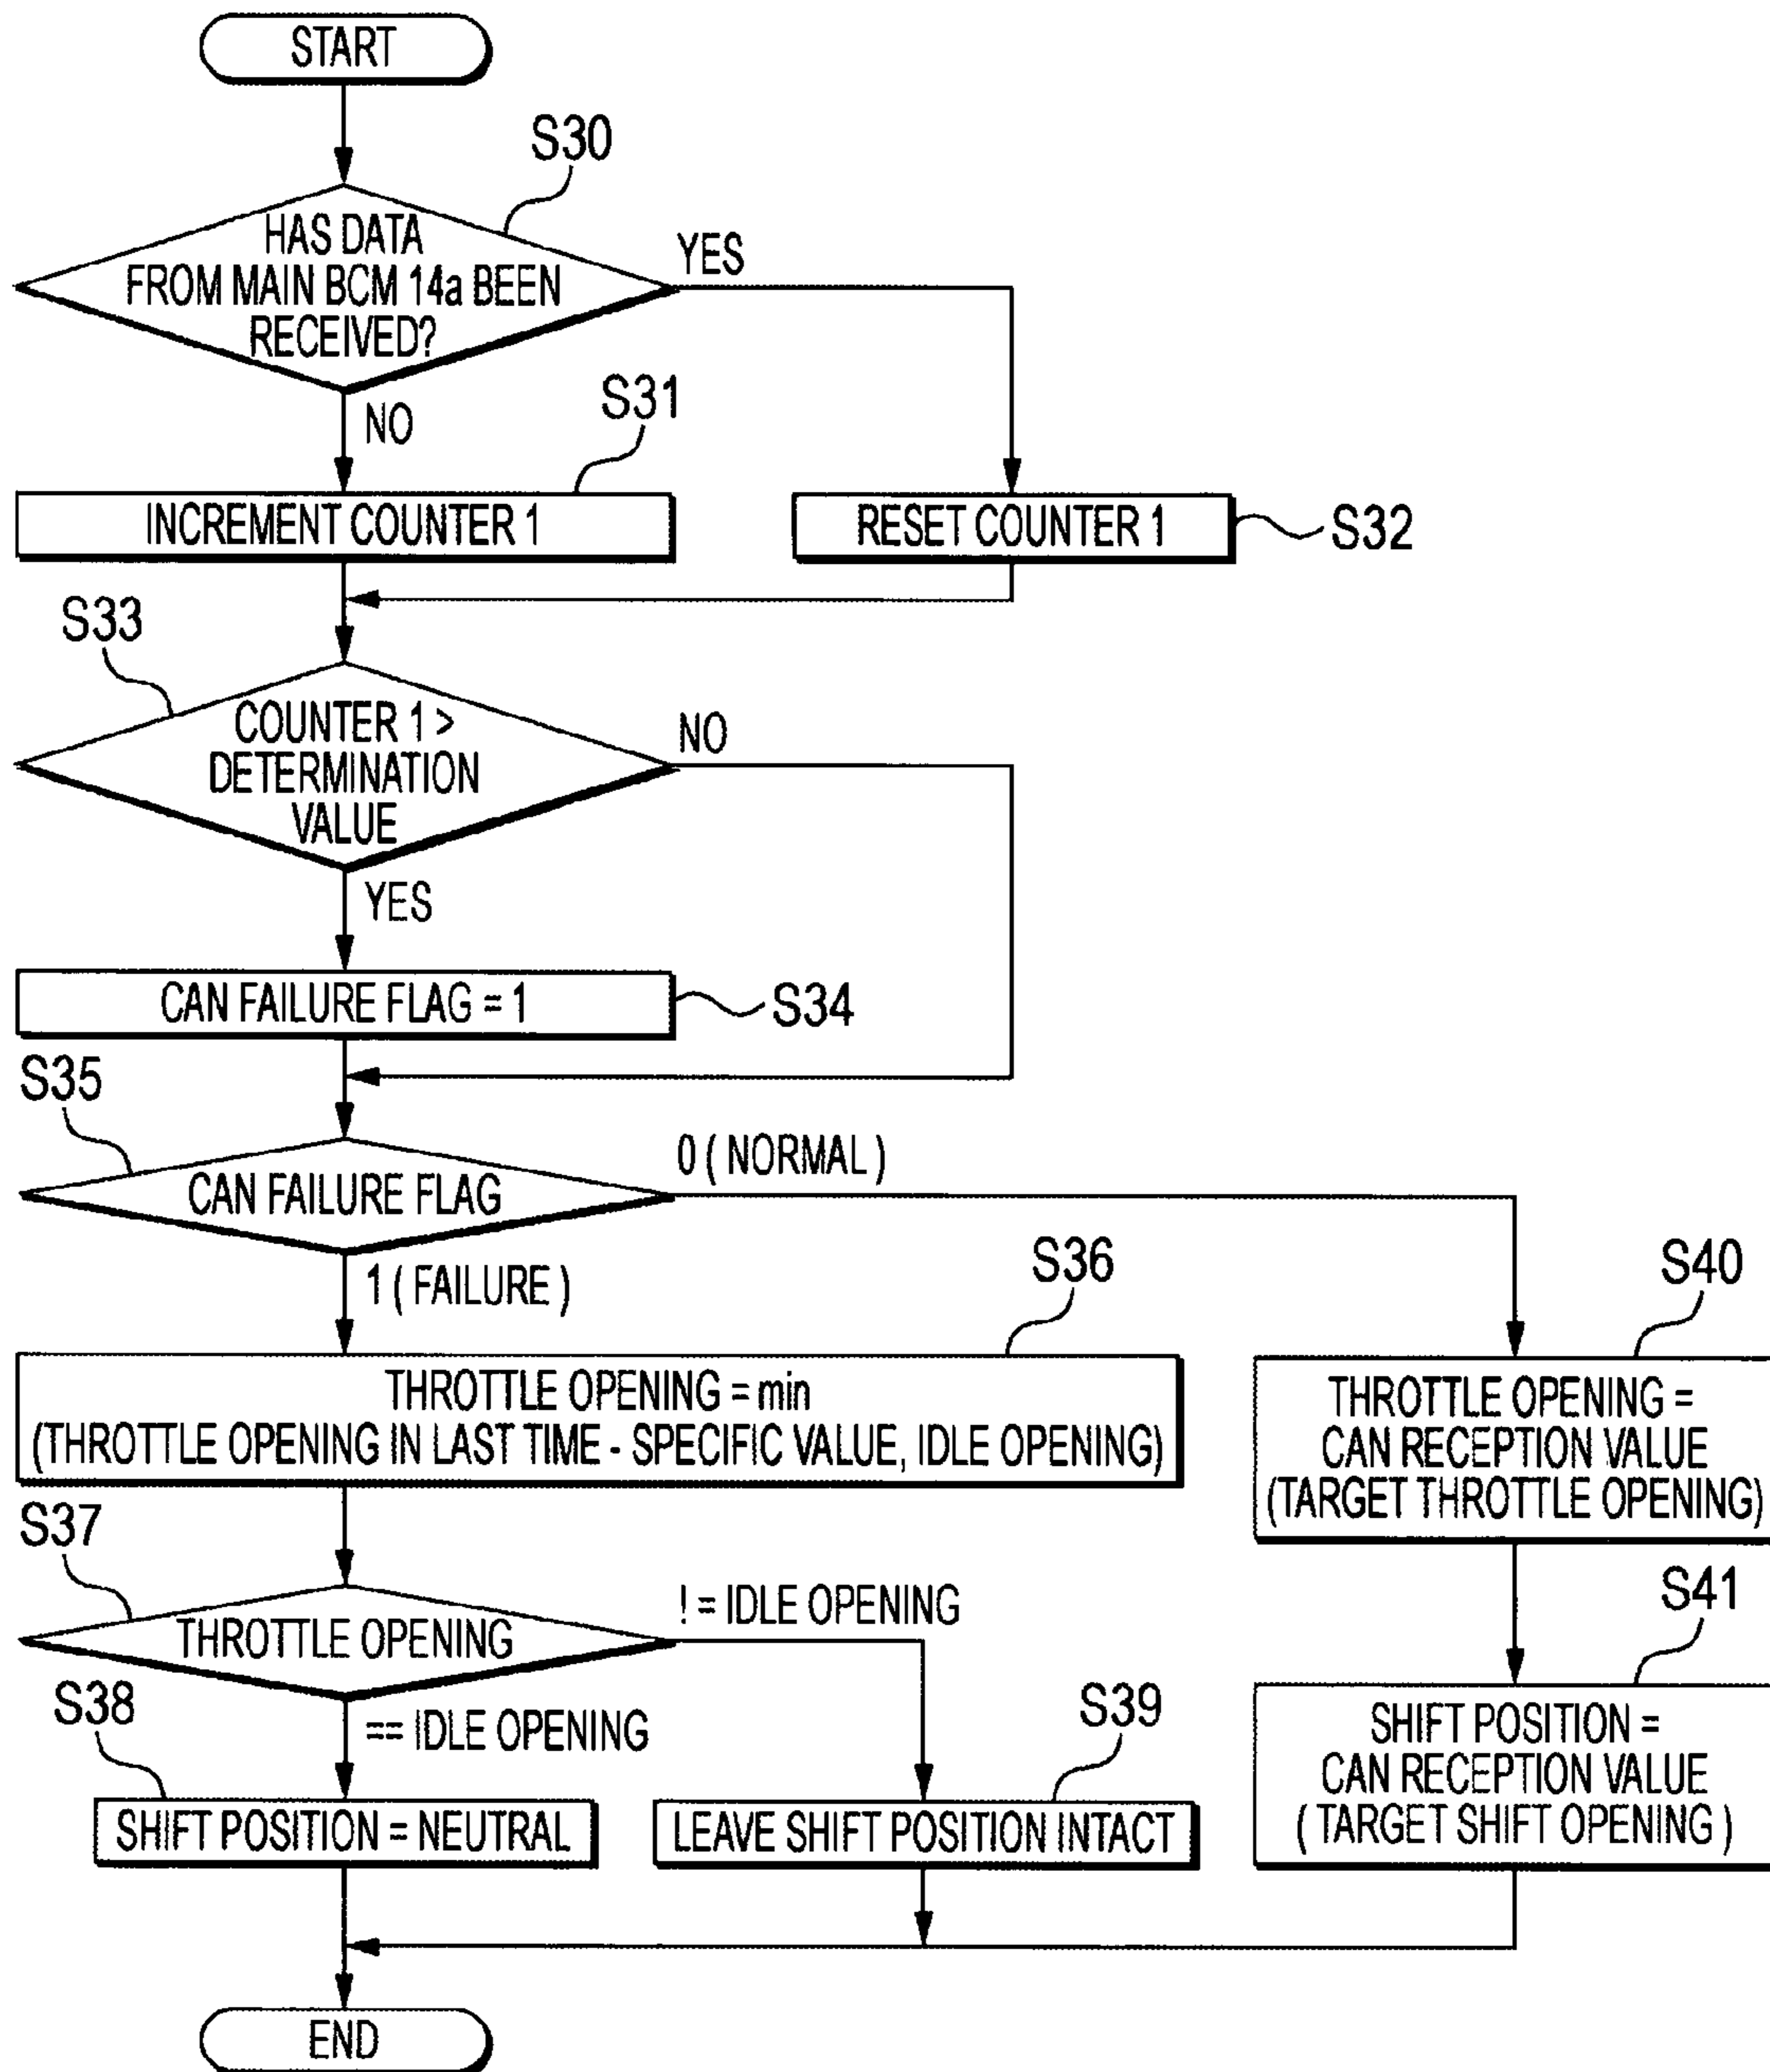 START
S30
HAS DATA
FROM MAIN BCM 14a BEEN
RECEIVED?
YES
NO
S31
INCREMENT COUNTER 1
RESET COUNTER 1
S32
S33
COUNTER 1 >
DETERMINATION
VALUE
NO
YES
CAN FAILURE FLAG = 1
S34
S35
CAN FAILURE FLAG
0 ( NORMAL )
1 ( FAILURE )
S36
THROTTLE OPENING = min
(THROTTLE OPENING IN LAST TIME - SPECIFIC VALUE, IDLE OPENING)
S40
THROTTLE OPENING =
CAN RECEPTION VALUE
(TARGET THROTTLE OPENING)
S37
THROTTLE OPENING
! = IDLE OPENING
== IDLE OPENING
S38
SHIFT POSITION = NEUTRAL
S39
LEAVE SHIFT POSITION INTACT
S41
SHIFT POSITION =
CAN RECEPTION VALUE
( TARGET SHIFT OPENING )
END